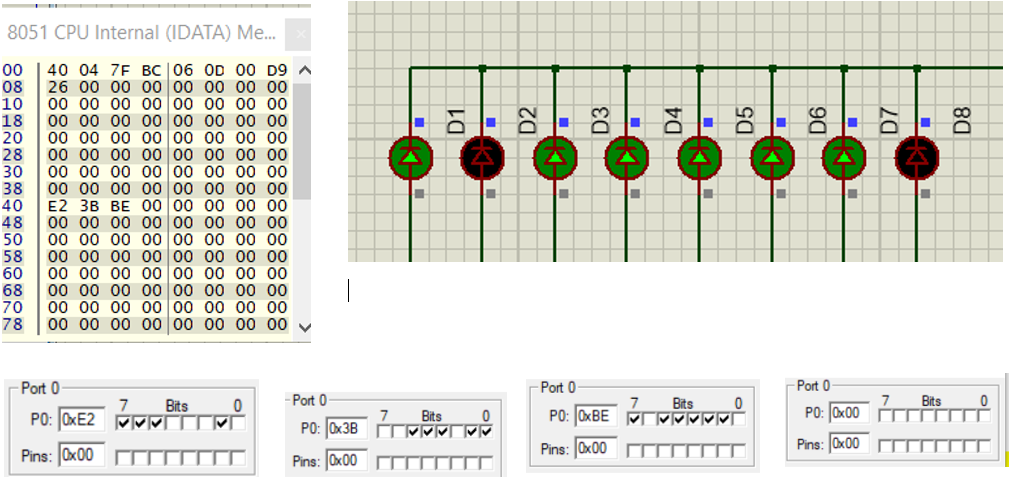 8051 CPU Internal (IDATA) Me... ×
00 40 04 7F BC 06 0D 00 D9
08 26 00 00 00 00 00 00 00
10 00 00 00 00 00 00 00 00
18 00 00 00 00 00 00 00 00
20 00 00 00 00 00 00 00 00
28 00 00 00 00 00 00 00 00
30 00 00 00 00 00 00 00 00
38 00 00 00 00 00 00 00 00
40 E2 3B BE 00 00 00 00 00
48 00 00 00 00 00 00 00 00
50 00 00 00 00 00 00 00 00
58 00 00 00 00 00 00 00 00
60 00 00 00 00 00 00 00 00
68 00 00 00 00 00 00 00 00
70 00 00 00 00 00 00 00 00
78 00 00 00 00 00 00 00 00
D1 D2 D3 D4 D5 D6 D7 D8
Port 0
7 Bits 0
P0: 0xE2
Pins: 0x00
Port 0
7 Bits 0
P0: 0x3B
Pins: 0x00
Port 0
7 Bits 0
P0: 0xBE
Pins: 0x00
Port 0
7 Bits 0
P0: 0x00
Pins: 0x00